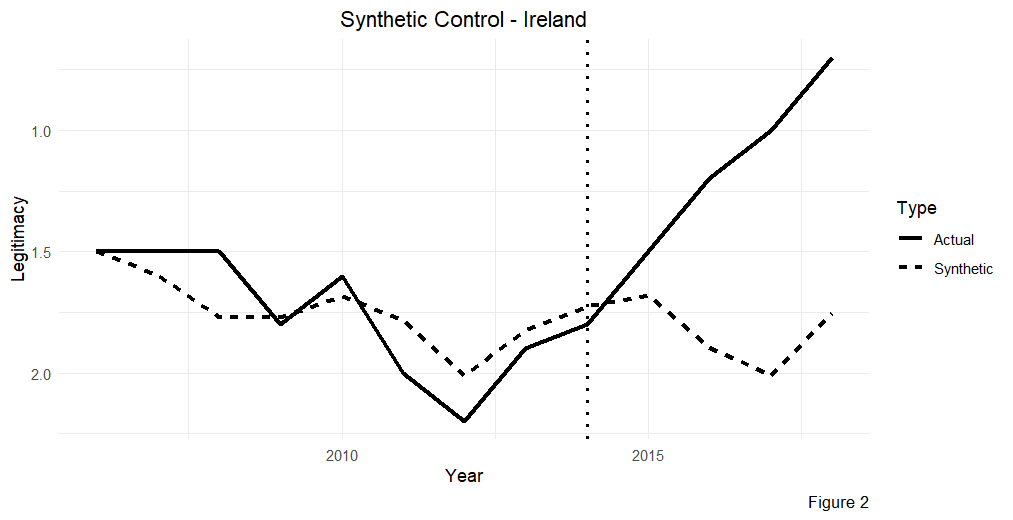 Synthetic Control - Ireland
Legitimacy
1.0
1.5
2.0
2010
2015
Year
Type
Actual
Synthetic
Figure 2